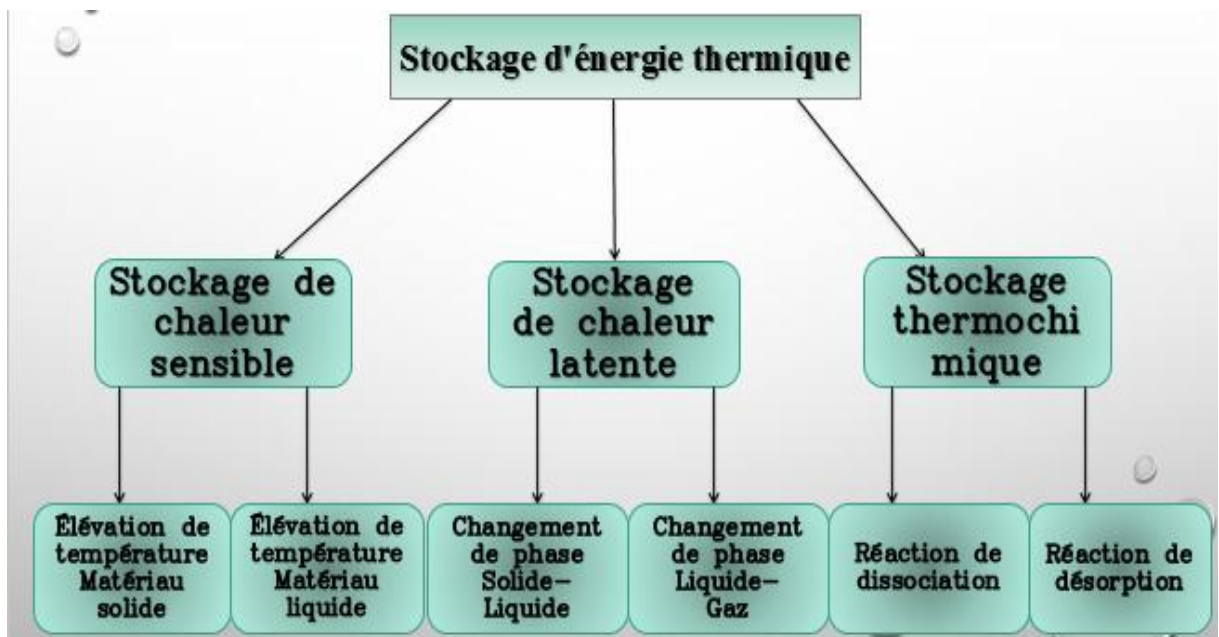 Stockage d'énergie thermique
Stockage de
chaleur
sensible
Stockage
de chaleur
latente
Stockage
thermochi
mique
Élévation de
température
Matériau
solide
Élévation de
température
Matériau
liquide
Changement
de phase
Solide-
Liquide
Changement
de phase
Liquide-
Gaz
Réaction de
dissociation
Réaction de
désorption